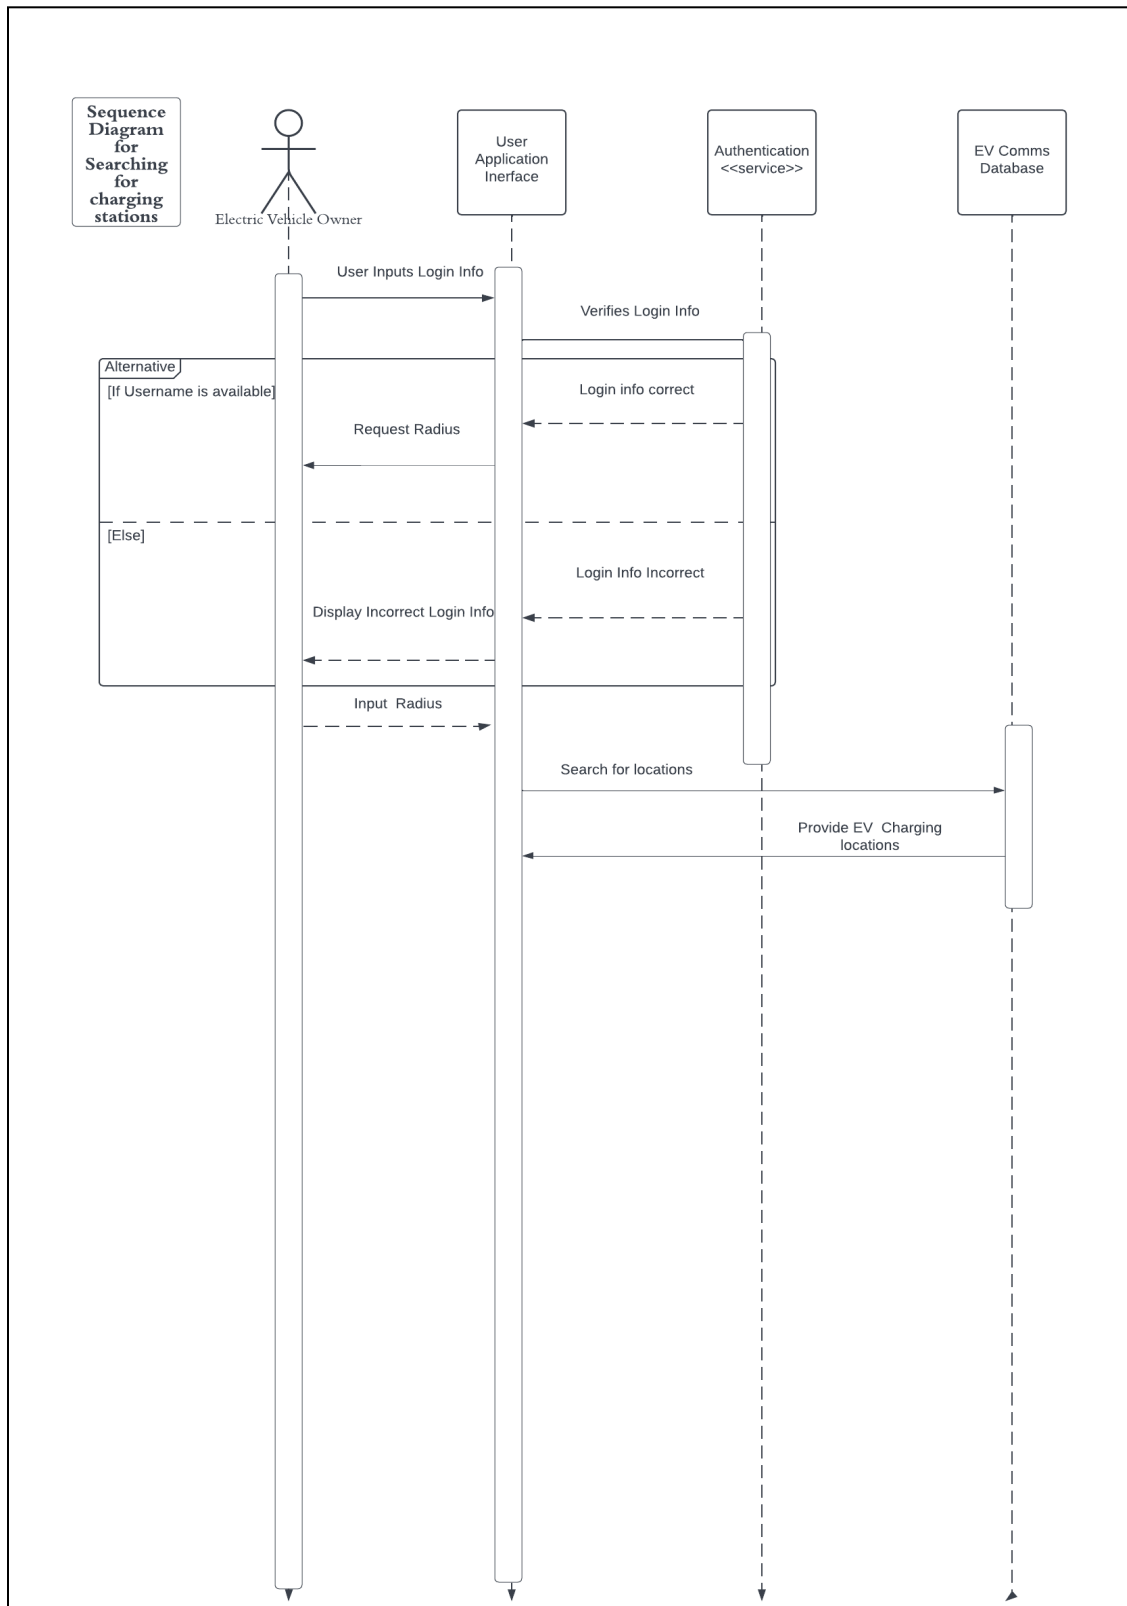 Sequence
Diagram
for
Searching
for
charging
stations
Electric Vehicle Owner
User
Application
Inerface
Authentication
<<service>>
EV Comms
Database
User Inputs Login Info
Verifies Login Info
Alternative
[If Username is available]
Login info correct
Request Radius
[Else]
Login Info Incorrect
Display Incorrect Login Info
Input  Radius
Search for locations
Provide EV  Charging
locations